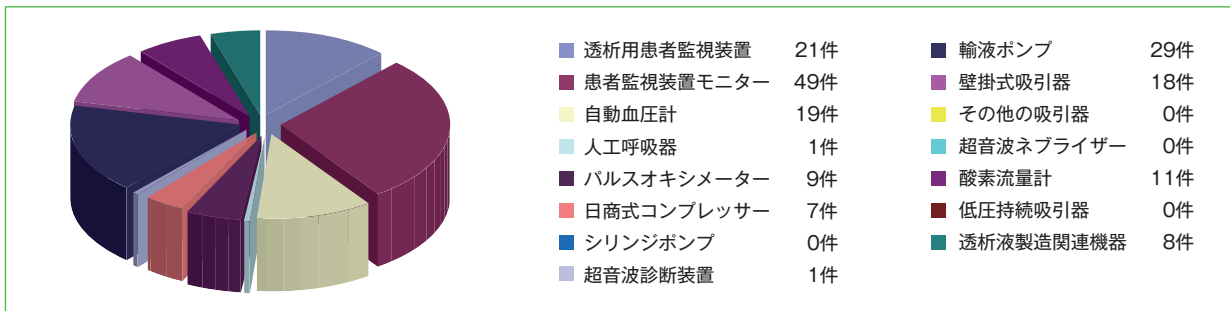 透析用患者監視装置 21件
患者監視装置モニター 49件
自動血圧計 19件
人工呼吸器 1件
パルスオキシメーター 9件
日商式コンプレッサー 7件
シリンジポンプ 0件
超音波診断装置 1件
輸液ポンプ 29件
壁掛式吸引器 18件
その他の吸引器 0件
超音波ネブライザー 0件
酸素流量計 11件
低圧持続吸引器 0件
透析液製造関連機器 8件